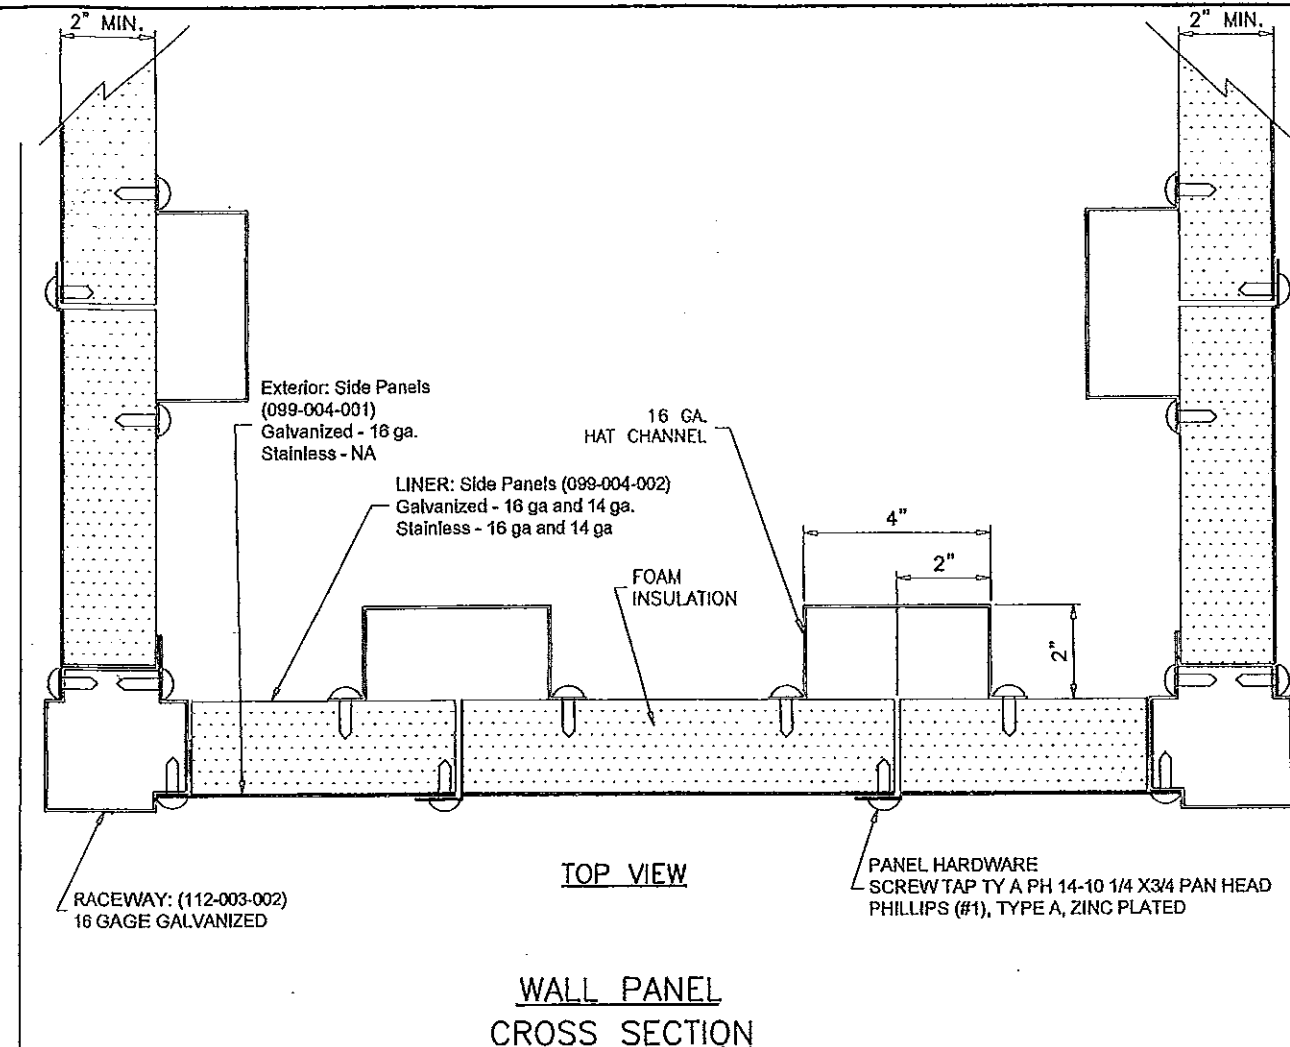 2" MIN.
2" MIN.
Exterior: Side Panels
(099-004-001)
Galvanized - 16 ga.
Stainless - NA
16 GA.
HAT CHANNEL
LINER: Side Panels (099-004-002)
Galvanized - 16 ga and 14 ga.
Stainless - 16 ga and 14 ga
4"
2"
FOAM
INSULATION
2"
TOP VIEW
PANEL HARDWARE
SCREW TAP TY A PH 14-10 1/4 X3/4 PAN HEAD
PHILLIPS (#1), TYPE A, ZINC PLATED
RACEWAY: (112-003-002)
16 GAGE GALVANIZED
WALL PANEL
CROSS SECTION